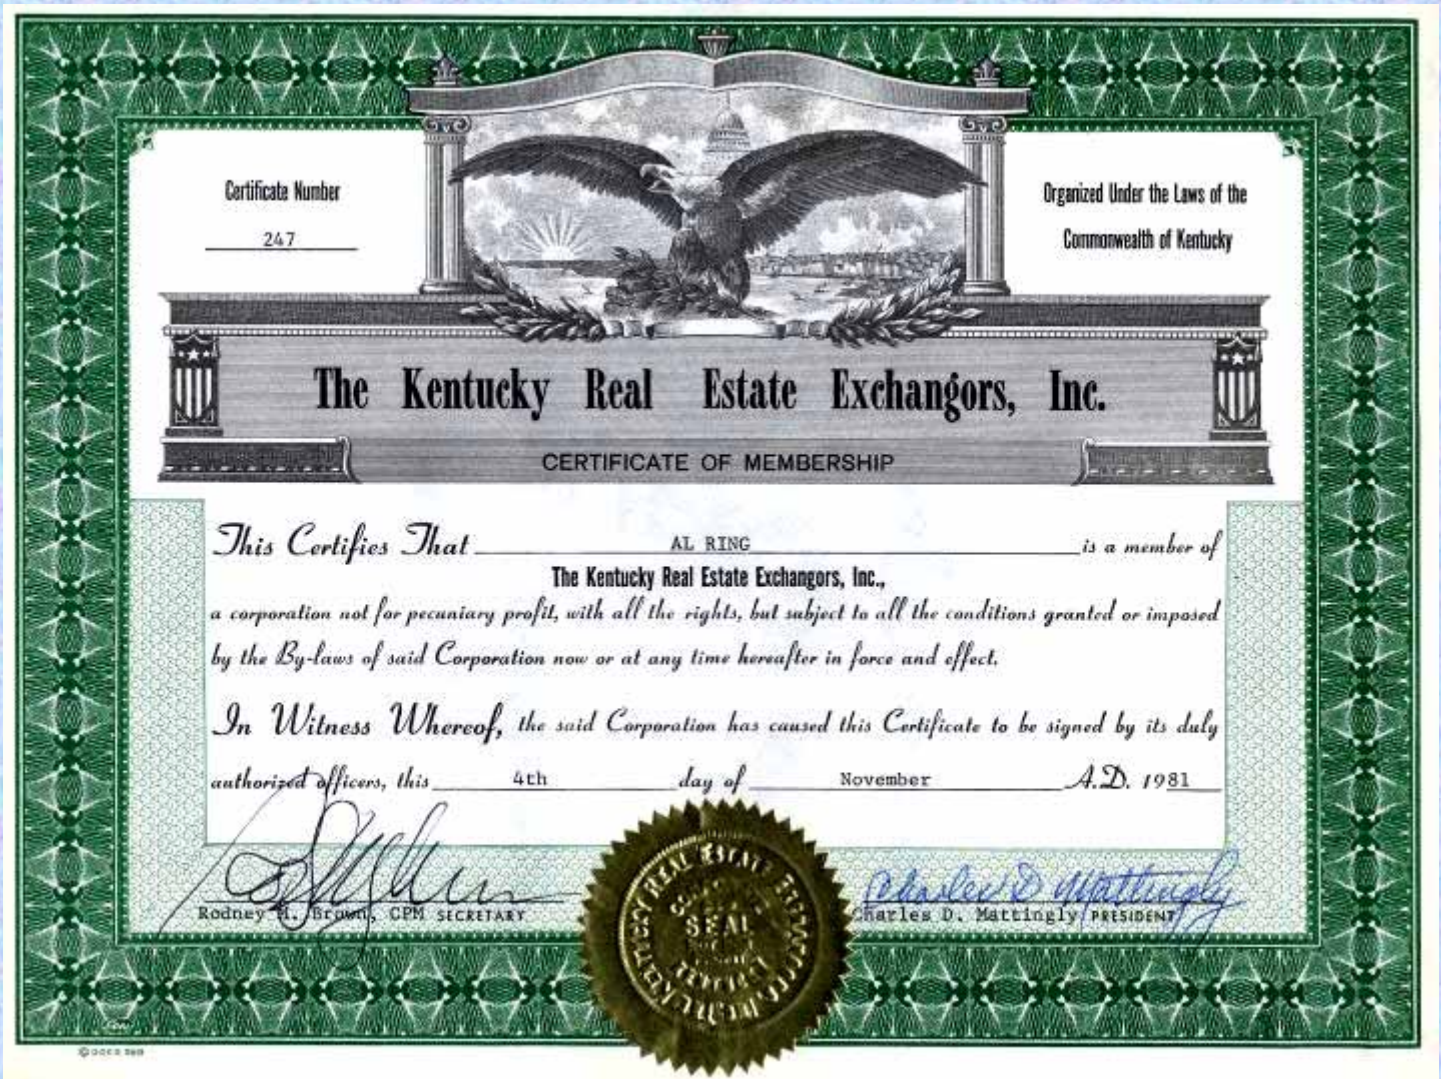 Certificate Number
247
Organized Under the Laws of the
Commonwealth of Kentucky
The Kentucky Real Estate Exchangors, Inc.
CERTIFICATE OF MEMBERSHIP
This Certifies That AL RING is a member of
The Kentucky Real Estate Exchangors, Inc.,
a corporation not for pecuniary profit, with all the rights, but subject to all the conditions granted or imposed
by the By-laws of said Corporation now or at any time hereafter in force and effect.
In Witness Whereof, the said Corporation has caused this Certificate to be signed by its duly
authorized officers, this 4th day of November A.D. 1981
Rodney M. Brown, CPM SECRETARY
Charles D. Mattingly
Charles D. Mattingly PRESIDENT
KENTUCKY REAL ESTATE
SEAL
KENTUCKY